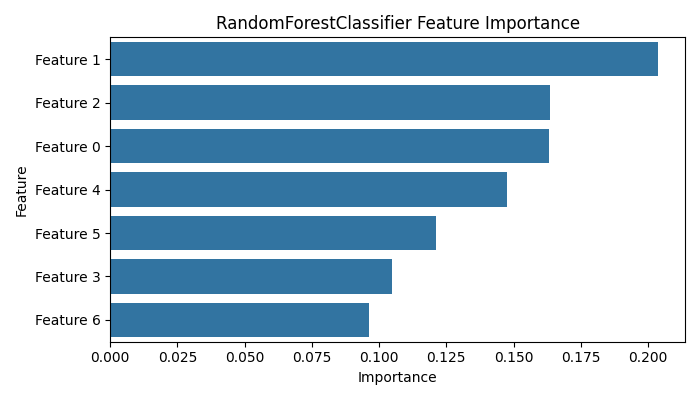 RandomForestClassifier Feature Importance
Feature 1
Feature 2
Feature 0
Feature 4
Feature 5
Feature 3
Feature 6
Feature
0.000 0.025 0.050 0.075 0.100 0.125 0.150 0.175 0.200
Importance